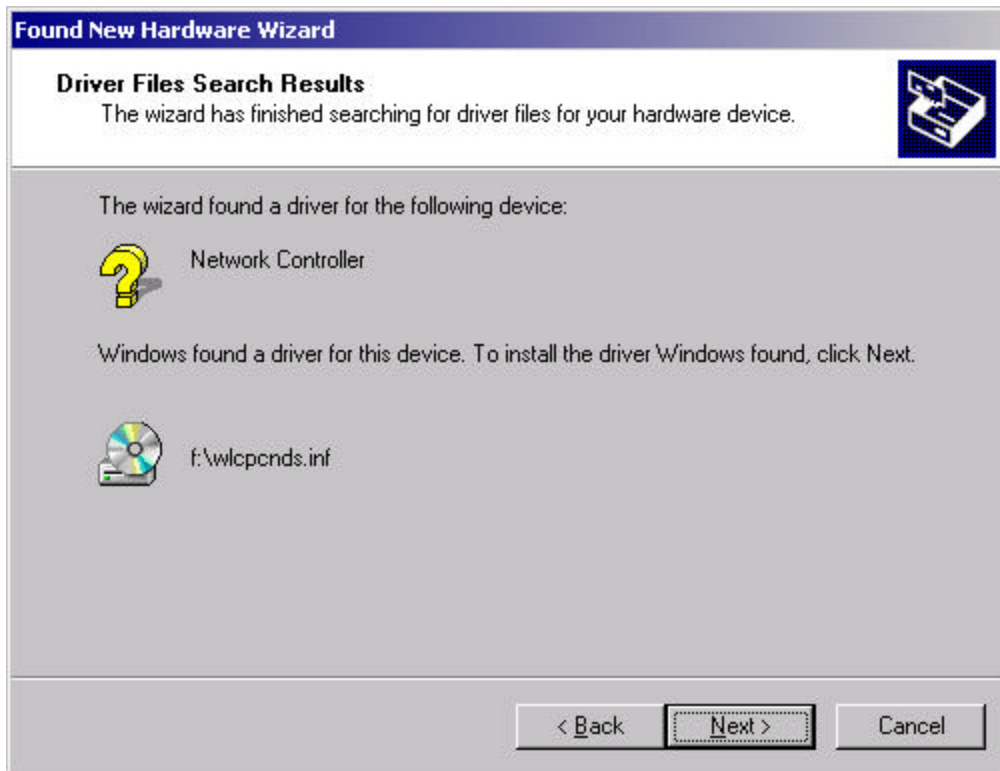 Found New Hardware Wizard
Driver Files Search Results
The wizard has finished searching for driver files for your hardware device.
The wizard found a driver for the following device:
Network Controller
Windows found a driver for this device. To install the driver Windows found, click Next.
f:\wlcpcnds.inf
< Back
Next >
Cancel